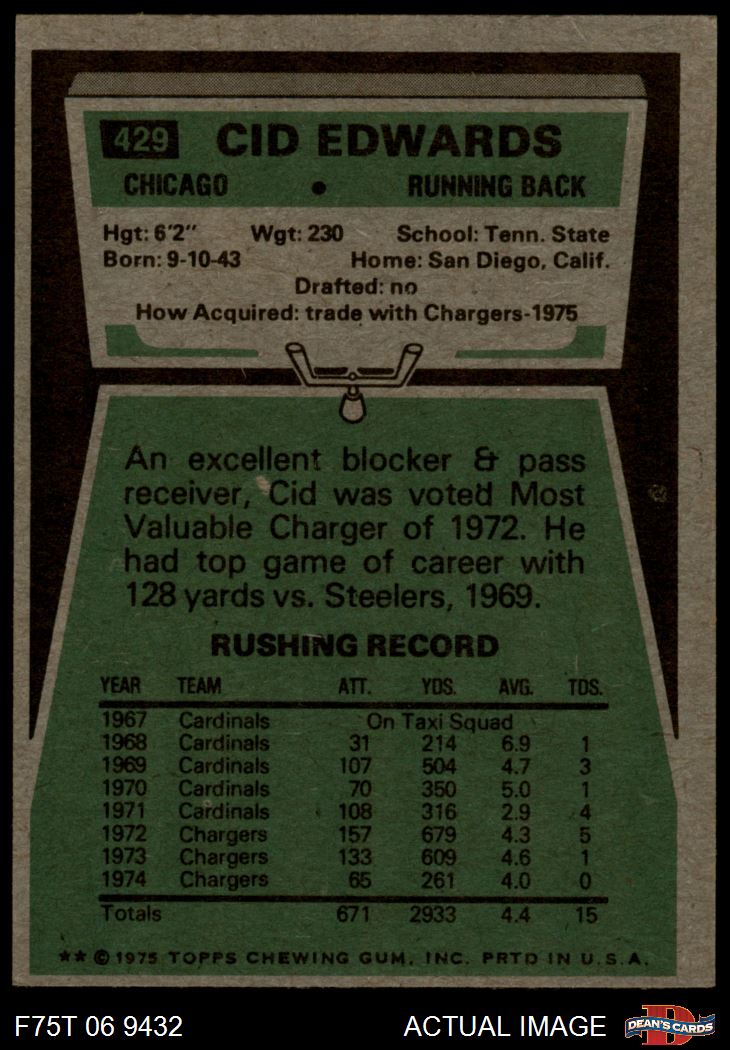 429 CID EDWARDS
CHICAGO • RUNNING BACK
Hgt: 6'2" Wgt: 230 School: Tenn. State
Born: 9-10-43 Home: San Diego, Calif.
Drafted: no
How Acquired: trade with Chargers-1975
An excellent blocker & pass
receiver, Cid was voted Most
Valuable Charger of 1972. He
had top game of career with
128 yards vs. Steelers, 1969.
RUSHING RECORD
YEAR TEAM ATT. YDS. AVG. TDS.
1967 Cardinals On Taxi Squad
1968 Cardinals 31 214 6.9 1
1969 Cardinals 107 504 4.7 3
1970 Cardinals 70 350 5.0 1
1971 Cardinals 108 316 2.9 4
1972 Chargers 157 679 4.3 5
1973 Chargers 133 609 4.6 1
1974 Chargers 65 261 4.0 0
Totals 671 2933 4.4 15
** © 1975 TOPPS CHEWING GUM, INC. PRTD IN U.S.A.
F75T 06 9432 ACTUAL IMAGE D DEAN'S CARDS